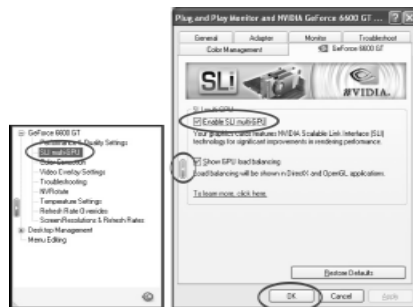 GeForce 6600 GT
Performance & Quality Settings
SLI multi-GPU
Color Correction
Video Overlay Settings
Troubleshooting
NVRotate
Temperature Settings
Refresh Rate Overrides
Screen Resolutions & Refresh Rates
Desktop Management
Menu Editing
Plug and Play Monitor and NVIDIA GeForce 6600 GT ...
General
Adapter
Monitor
Troubleshoot
Color Management
GeForce 6600 GT
SLI
NVIDIA.
SLI multi-GPU
Enable SLI multi-GPU
Your graphics cards features NVIDIA Scalable Link Interface (SLI)
technology for significant improvements in rendering performance.
Show GPU load balancing
Load balancing will be shown in DirectX and OpenGL applications.
To learn more, click here.
Restore Defaults
OK
Cancel
Apply